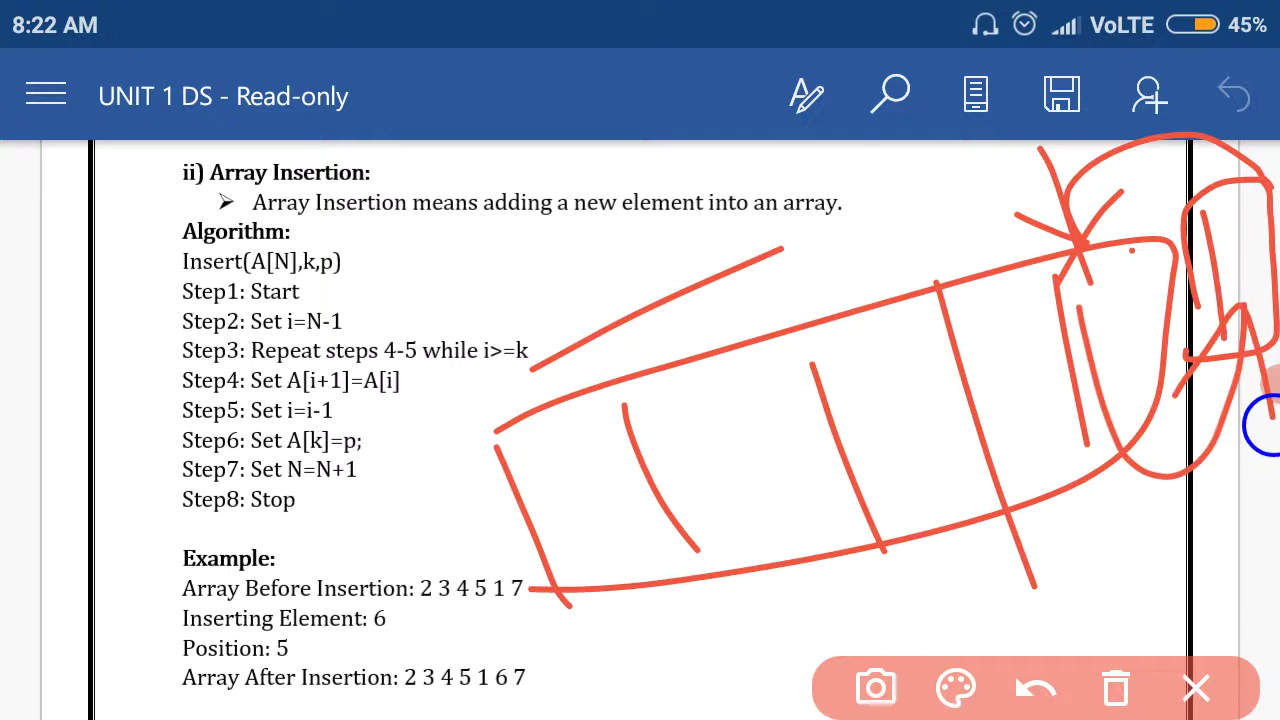 8:22 AM VoLTE 45%
UNIT 1 DS - Read-only
ii) Array Insertion:
➢ Array Insertion means adding a new element into an array.
Algorithm:
Insert(A[N],k,p)
Step1: Start
Step2: Set i=N-1
Step3: Repeat steps 4-5 while i>=k
Step4: Set A[i+1]=A[i]
Step5: Set i=i-1
Step6: Set A[k]=p;
Step7: Set N=N+1
Step8: Stop
Example:
Array Before Insertion: 2 3 4 5 1 7
Inserting Element: 6
Position: 5
Array After Insertion: 2 3 4 5 1 6 7